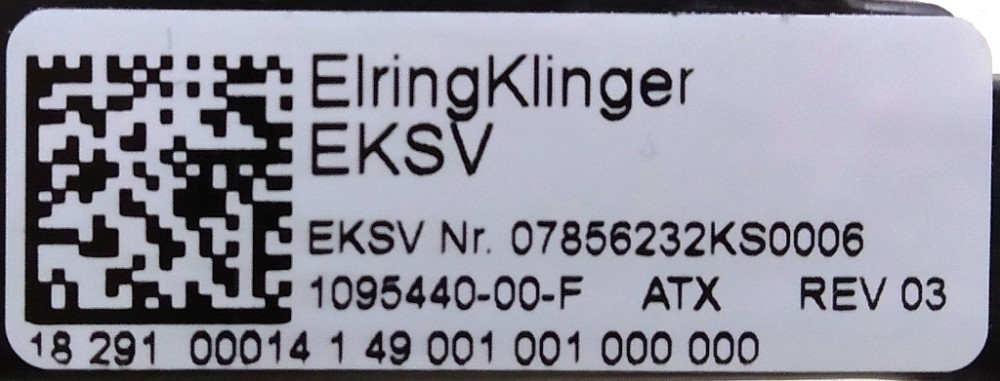 ElringKlinger
EKSV
EKSV Nr. 07856232KS0006
1095440-00-F ATX REV 03
18 291 00014 1 49 001 001 000 000